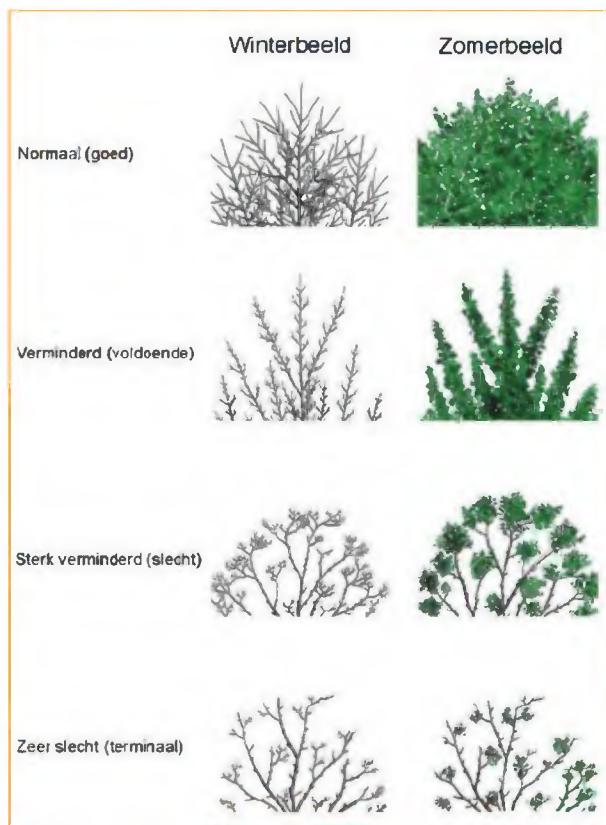 Winterbeeld Zomerbeeld
Normaal (goed)
Verminderd (voldoende)
Sterk verminderd (slecht)
Zeer slecht (terminaal)